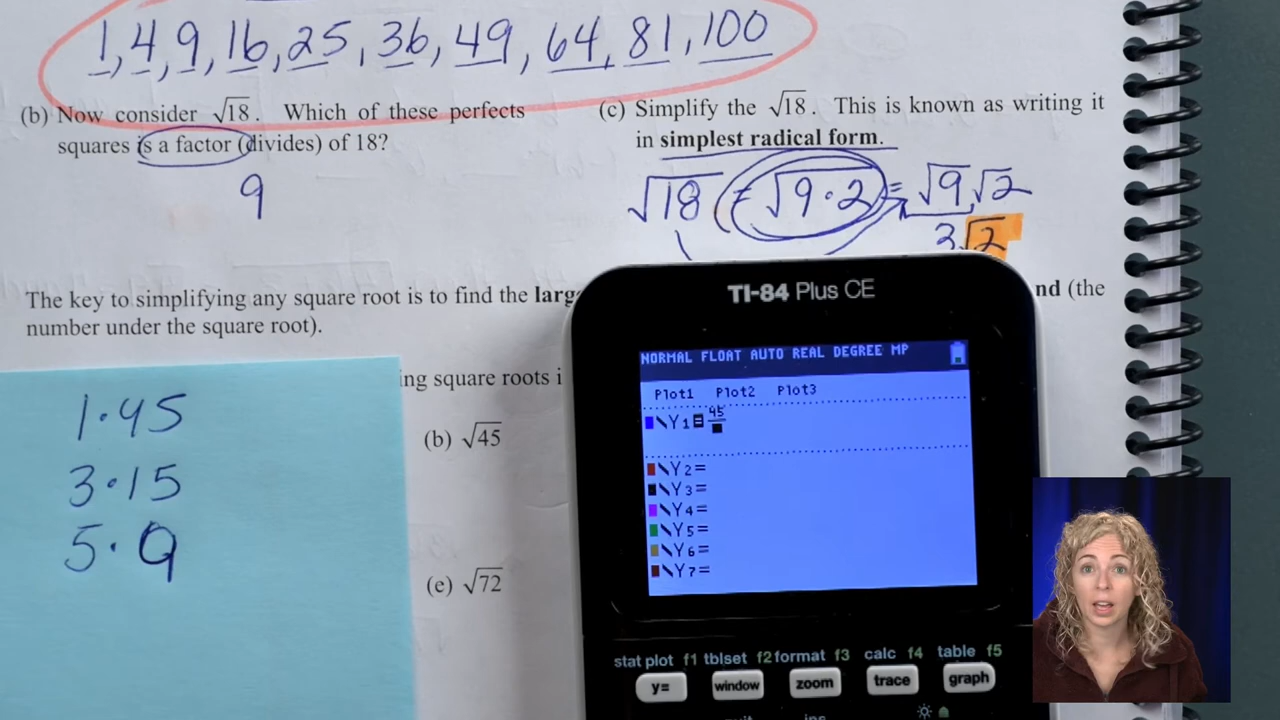 1, 4, 9, 16, 25, 36, 49, 64, 81, 100
(b) Now consider √18. Which of these perfects
squares is a factor (divides) of 18?
9
(c) Simplify the √18. This is known as writing it
in simplest radical form.
√18 = √9·2 = √9 √2
3√2
The key to simplifying any square root is to find the nd (the
number under the square root).
ing square roots i
1·45
3·15
5·9
(b) √45
(e) √72
TI-84 Plus CE
NORMAL FLOAT AUTO REAL DEGREE MP
Plot1 Plot2 Plot3
\Y1=45/
\Y2=
\Y3=
\Y4=
\Y5=
\Y6=
\Y7=
stat plot f1 tblset f2 format f3 calc f4 table f5
y= window zoom trace graph